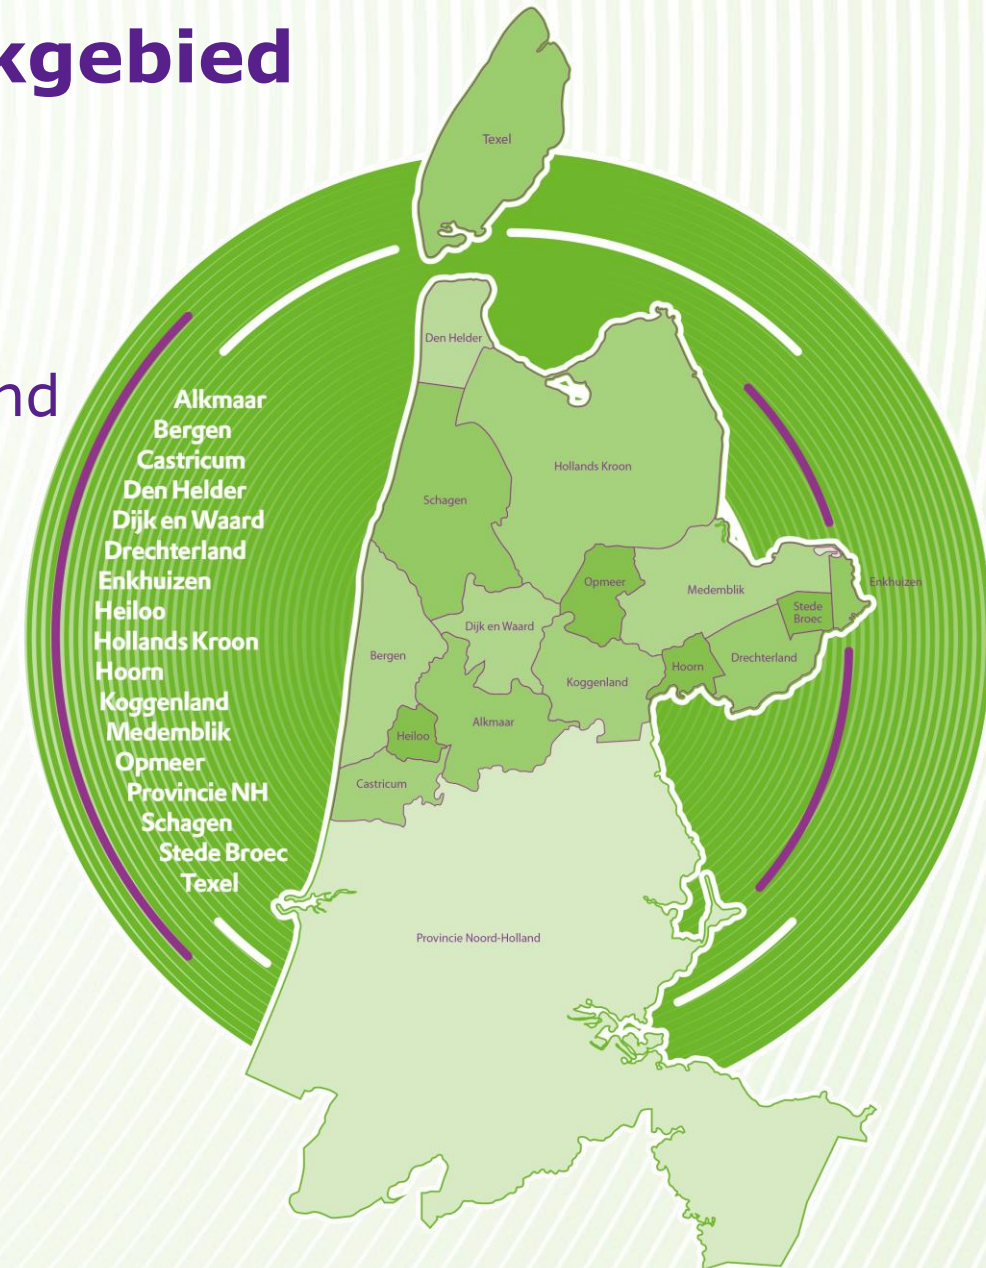 kgebied
nd
Alkmaar
Bergen
Castricum
Den Helder
Dijk en Waard
Drechterland
Enkhuizen
Heiloo
Hollands Kroon
Hoorn
Koggenland
Medemblik
Opmeer
Provincie NH
Schagen
Stede Broec
Texel
Texel
Den Helder
Hollands Kroon
Schagen
Opmeer
Medemblik
Enkhuizen
Stede
Broec
Dijk en Waard
Bergen
Drechterland
Hoorn
Koggenland
Alkmaar
Heiloo
Castricum
Provincie Noord-Holland